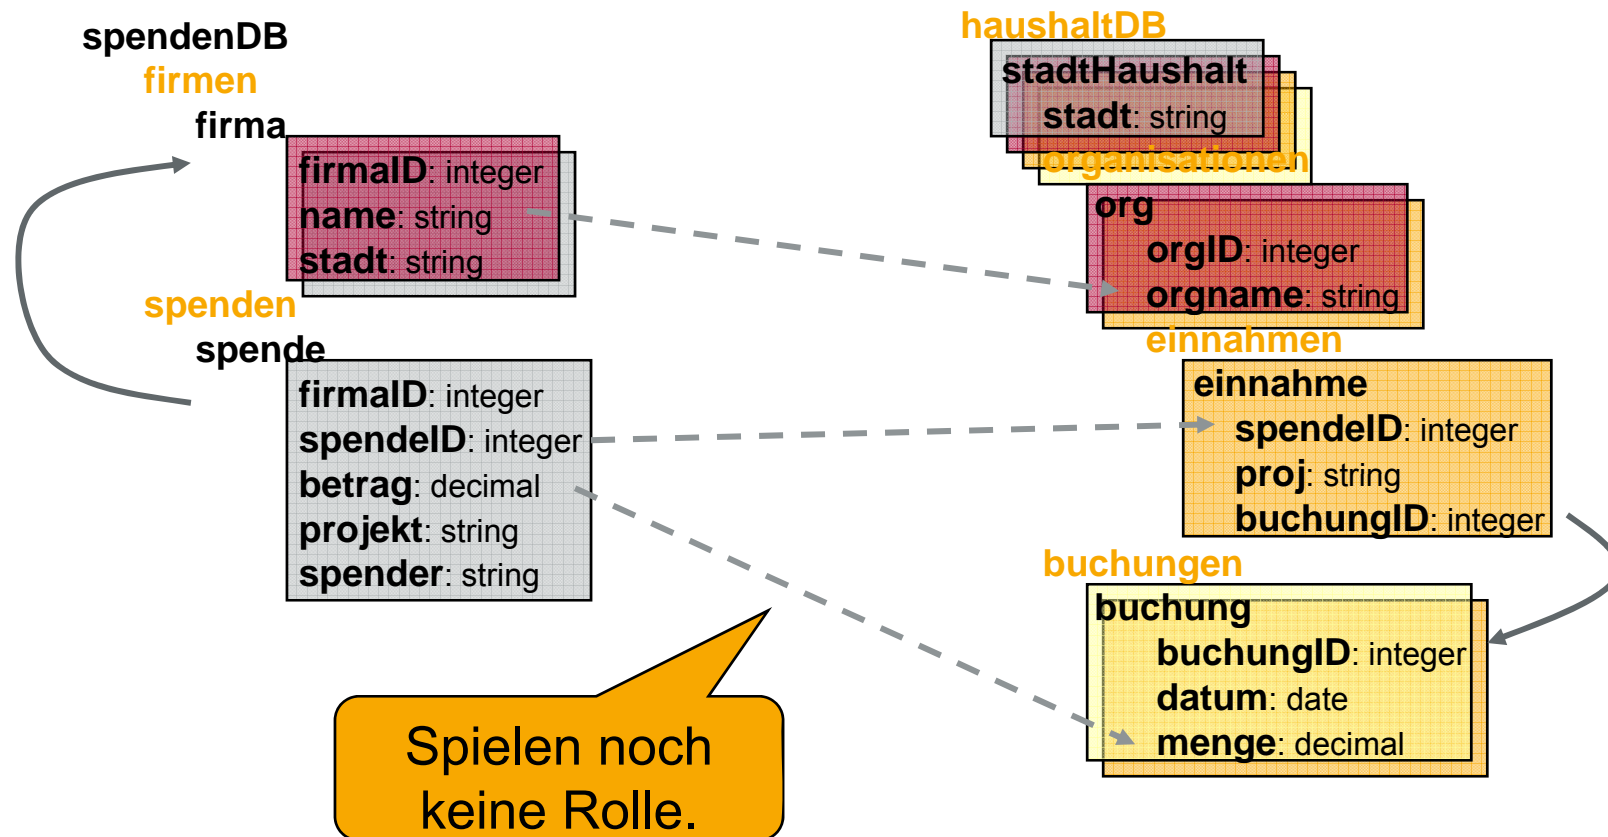 spendenDB
firmen
firma
firmaID: integer
name: string
stadt: string
spenden
spende
firmaID: integer
spendeID: integer
betrag: decimal
projekt: string
spender: string
Spielen noch
keine Rolle.
haushaltDB
stadtHaushalt
stadt: string
organisationen
org
orgID: integer
orgname: string
einnahmen
einnahme
spendeID: integer
proj: string
buchungID: integer
buchungen
buchung
buchungID: integer
datum: date
menge: decimal